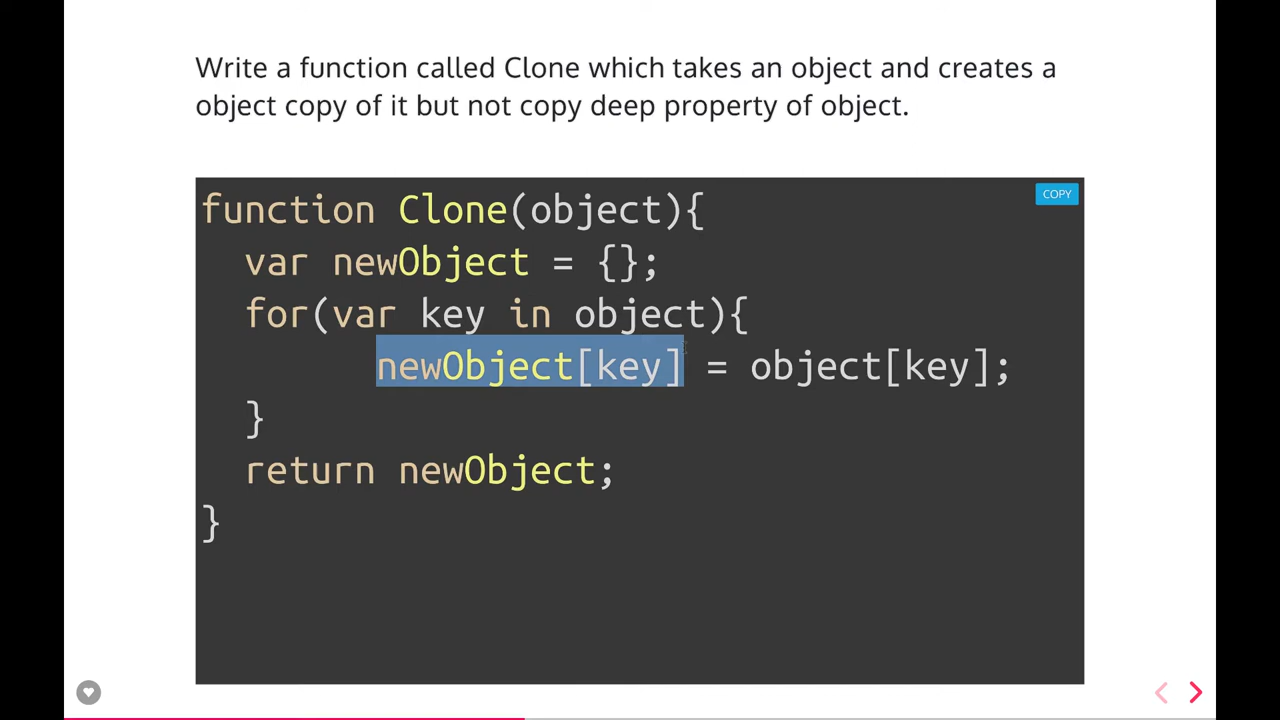 Write a function called Clone which takes an object and creates a
object copy of it but not copy deep property of object.
COPY
function Clone(object){
  var newObject = {};
  for(var key in object){
        newObject[key] = object[key];
  }
  return newObject;
}